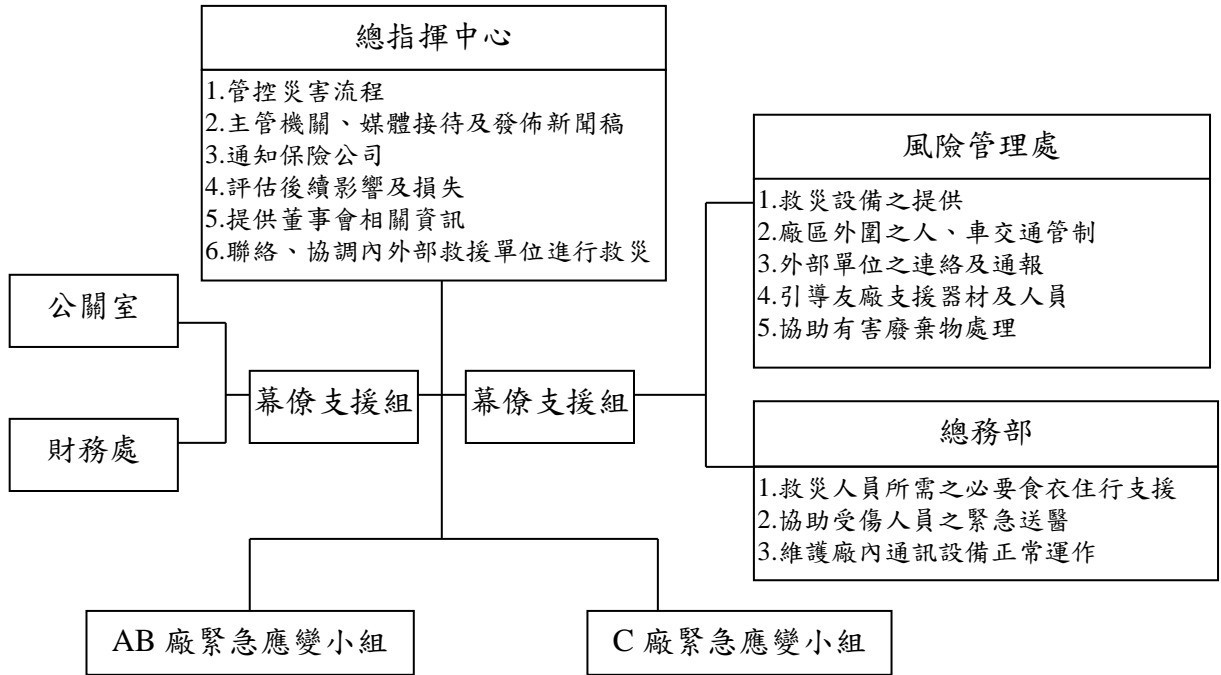 總指揮中心
1.管控災害流程
2.主管機關、媒體接待及發佈新聞稿
3.通知保險公司
4.評估後續影響及損失
5.提供董事會相關資訊
6.聯絡、協調內外部救援單位進行救災
風險管理處
1.救災設備之提供
2.廠區外圍之人、車交通管制
3.外部單位之連絡及通報
4.引導友廠支援器材及人員
5.協助有害廢棄物處理
公關室
財務處
幕僚支援組
幕僚支援組
總務部
1.救災人員所需之必要食衣住行支援
2.協助受傷人員之緊急送醫
3.維護廠內通訊設備正常運作
AB 廠緊急應變小組
C 廠緊急應變小組